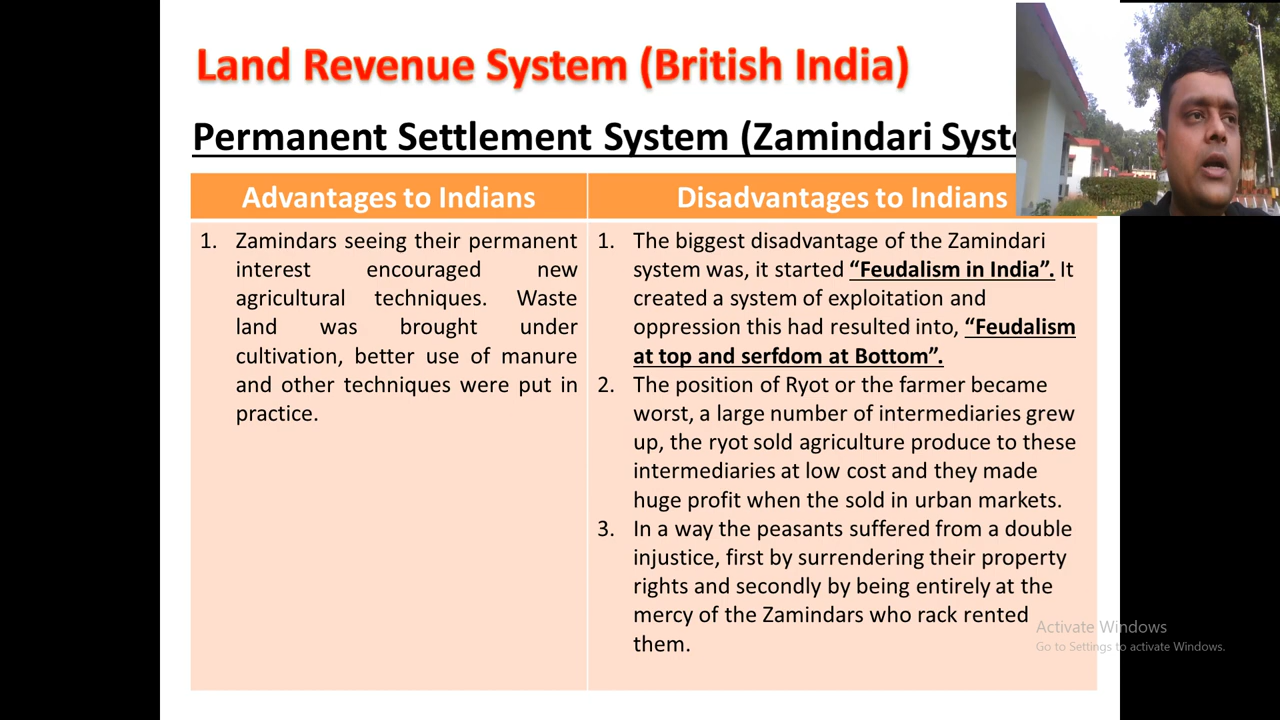 Land Revenue System (British India)
Permanent Settlement System (Zamindari Syste
Advantages to Indians
Disadvantages to Indians
1. Zamindars seeing their permanent
interest encouraged new
agricultural techniques. Waste
land was brought under
cultivation, better use of manure
and other techniques were put in
practice.
1. The biggest disadvantage of the Zamindari
system was, it started “Feudalism in India”. It
created a system of exploitation and
oppression this had resulted into, “Feudalism
at top and serfdom at Bottom”.
2. The position of Ryot or the farmer became
worst, a large number of intermediaries grew
up, the ryot sold agriculture produce to these
intermediaries at low cost and they made
huge profit when the sold in urban markets.
3. In a way the peasants suffered from a double
injustice, first by surrendering their property
rights and secondly by being entirely at the
mercy of the Zamindars who rack rented
them.
Activate Windows
Go to Settings to activate Windows.